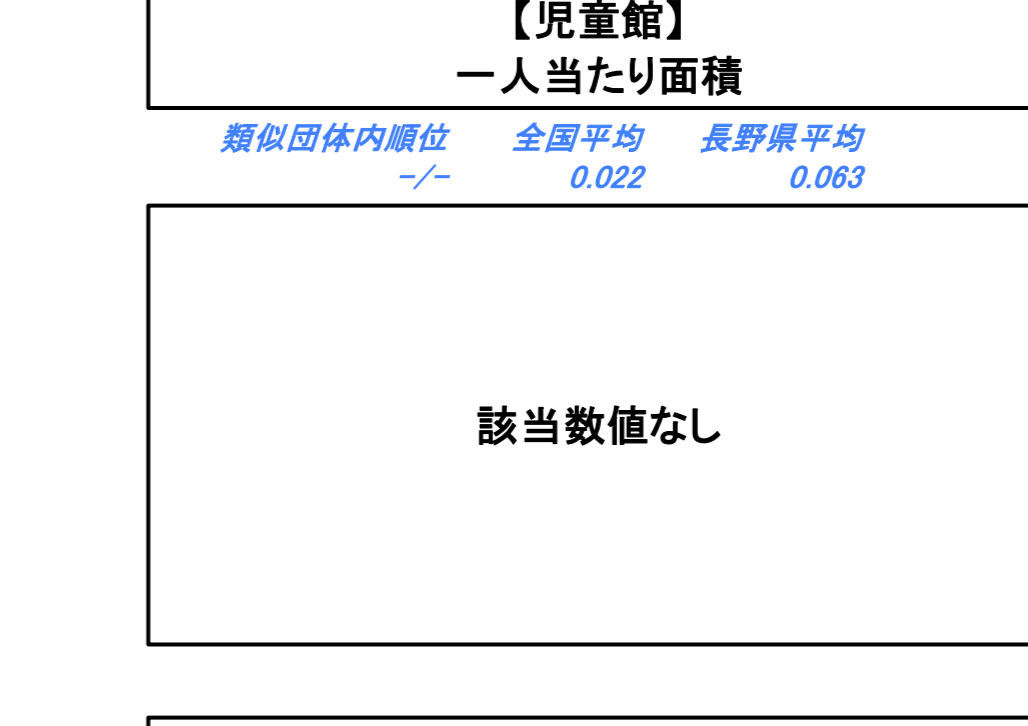 【児童館】
一人当たり面積
類似団体内順位 全国平均 長野県平均
-/- 0.022 0.063
該当数値なし